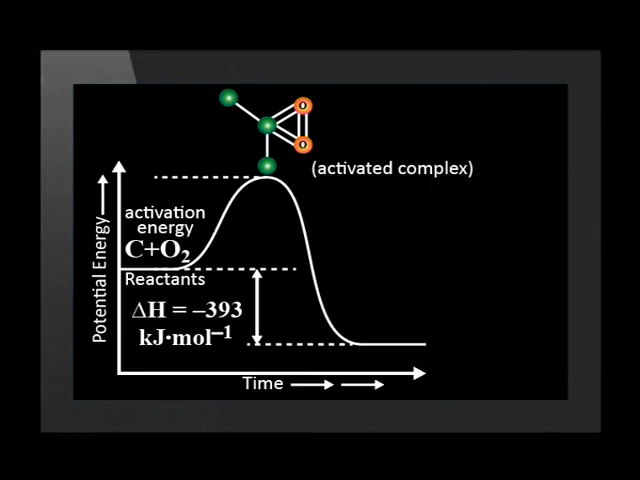 O
O
(activated complex)
activation
energy
C+O₂
Reactants
ΔH = –393
kJ·mol⁻¹
Potential Energy
Time